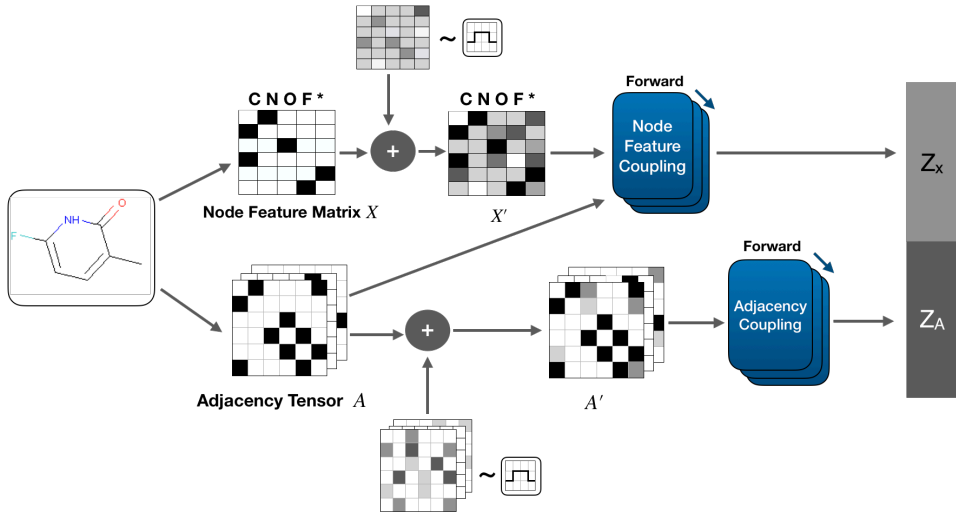 ~
C N O F *
C N O F *
Forward
+
Node
Feature
Coupling
Z_X
Node Feature Matrix X
X′
NH
O
F
Forward
Adjacency
Coupling
Z_A
+
Adjacency Tensor A
A′
~